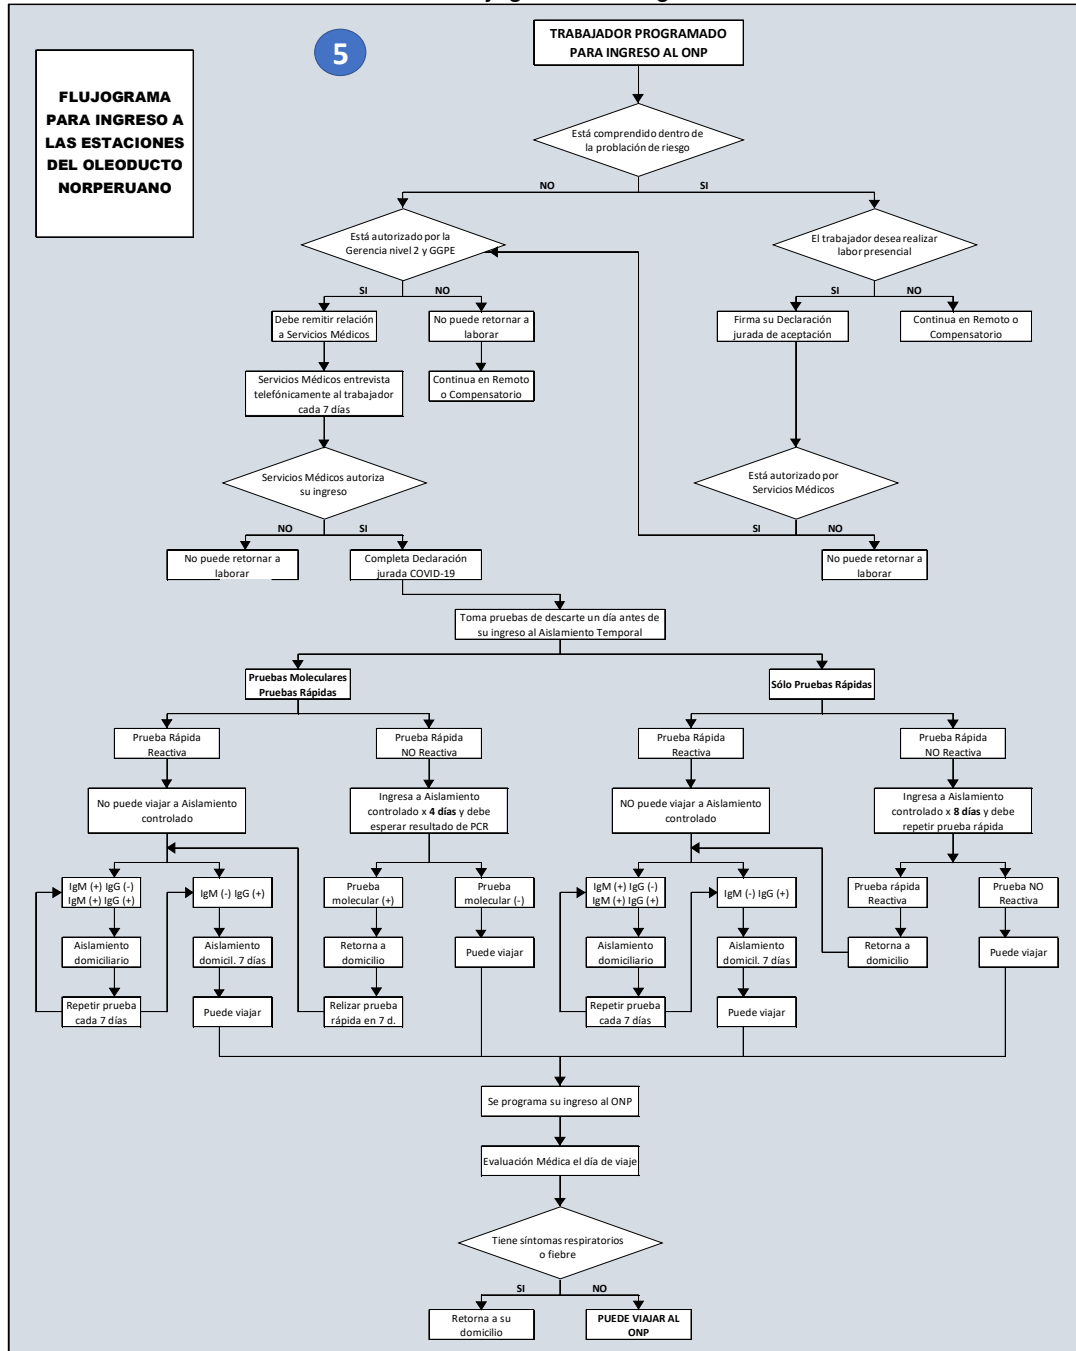 5
FLUJOGRAMA
PARA INGRESO A
LAS ESTACIONES
DEL OLEODUCTO
NORPERUANO
TRABAJADOR PROGRAMADO
PARA INGRESO AL ONP
Está comprendido dentro de
la problación de riesgo
NO
SI
Está autorizado por la
Gerencia nivel 2 y GGPE
El trabajador desea realizar
labor presencial
SI
NO
SI
NO
Debe remitir relación
a Servicios Médicos
No puede retornar a
laborar
Firma su Declaración
jurada de aceptación
Continua en Remoto o
Compensatorio
Servicios Médicos entrevista
telefónicamente al trabajador
cada 7 días
Continua en Remoto
o Compensatorio
Servicios Médicos autoriza
su ingreso
Está autorizado por
Servicios Médicos
NO
SI
SI
NO
No puede retornar a
laborar
Completa Declaración
jurada COVID-19
No puede retornar a
laborar
Toma pruebas de descarte un día antes de
su ingreso al Aislamiento Temporal
Pruebas Moleculares
Pruebas Rápidas
Sólo Pruebas Rápidas
Prueba Rápida
Reactiva
Prueba Rápida
NO Reactiva
Prueba Rápida
Reactiva
Prueba Rápida
NO Reactiva
No puede viajar a Aislamiento
controlado
Ingresa a Aislamiento
controlado x 4 días y debe
esperar resultado de PCR
NO puede viajar a Aislamiento
controlado
Ingresa a Aislamiento
controlado x 8 días y debe
repetir prueba rápida
IgM (+) IgG (-)
IgM (+) IgG (+)
IgM (-) IgG (+)
Prueba
molecular (+)
Prueba
molecular (-)
IgM (+) IgG (-)
IgM (+) IgG (+)
IgM (-) IgG (+)
Prueba rápida
Reactiva
Prueba NO
Reactiva
Aislamiento
domiciliario
Aislamiento
domicil. 7 días
Retorna a
domicilio
Puede viajar
Aislamiento
domiciliario
Aislamiento
domicil. 7 días
Retorna a
domicilio
Puede viajar
Repetir prueba
cada 7 días
Puede viajar
Relizar prueba
rápida en 7 d.
Repetir prueba
cada 7 días
Puede viajar
Se programa su ingreso al ONP
Evaluación Médica el día de viaje
Tiene síntomas respiratorios
o fiebre
SI
NO
Retorna a su
domicilio
PUEDE VIAJAR AL
ONP